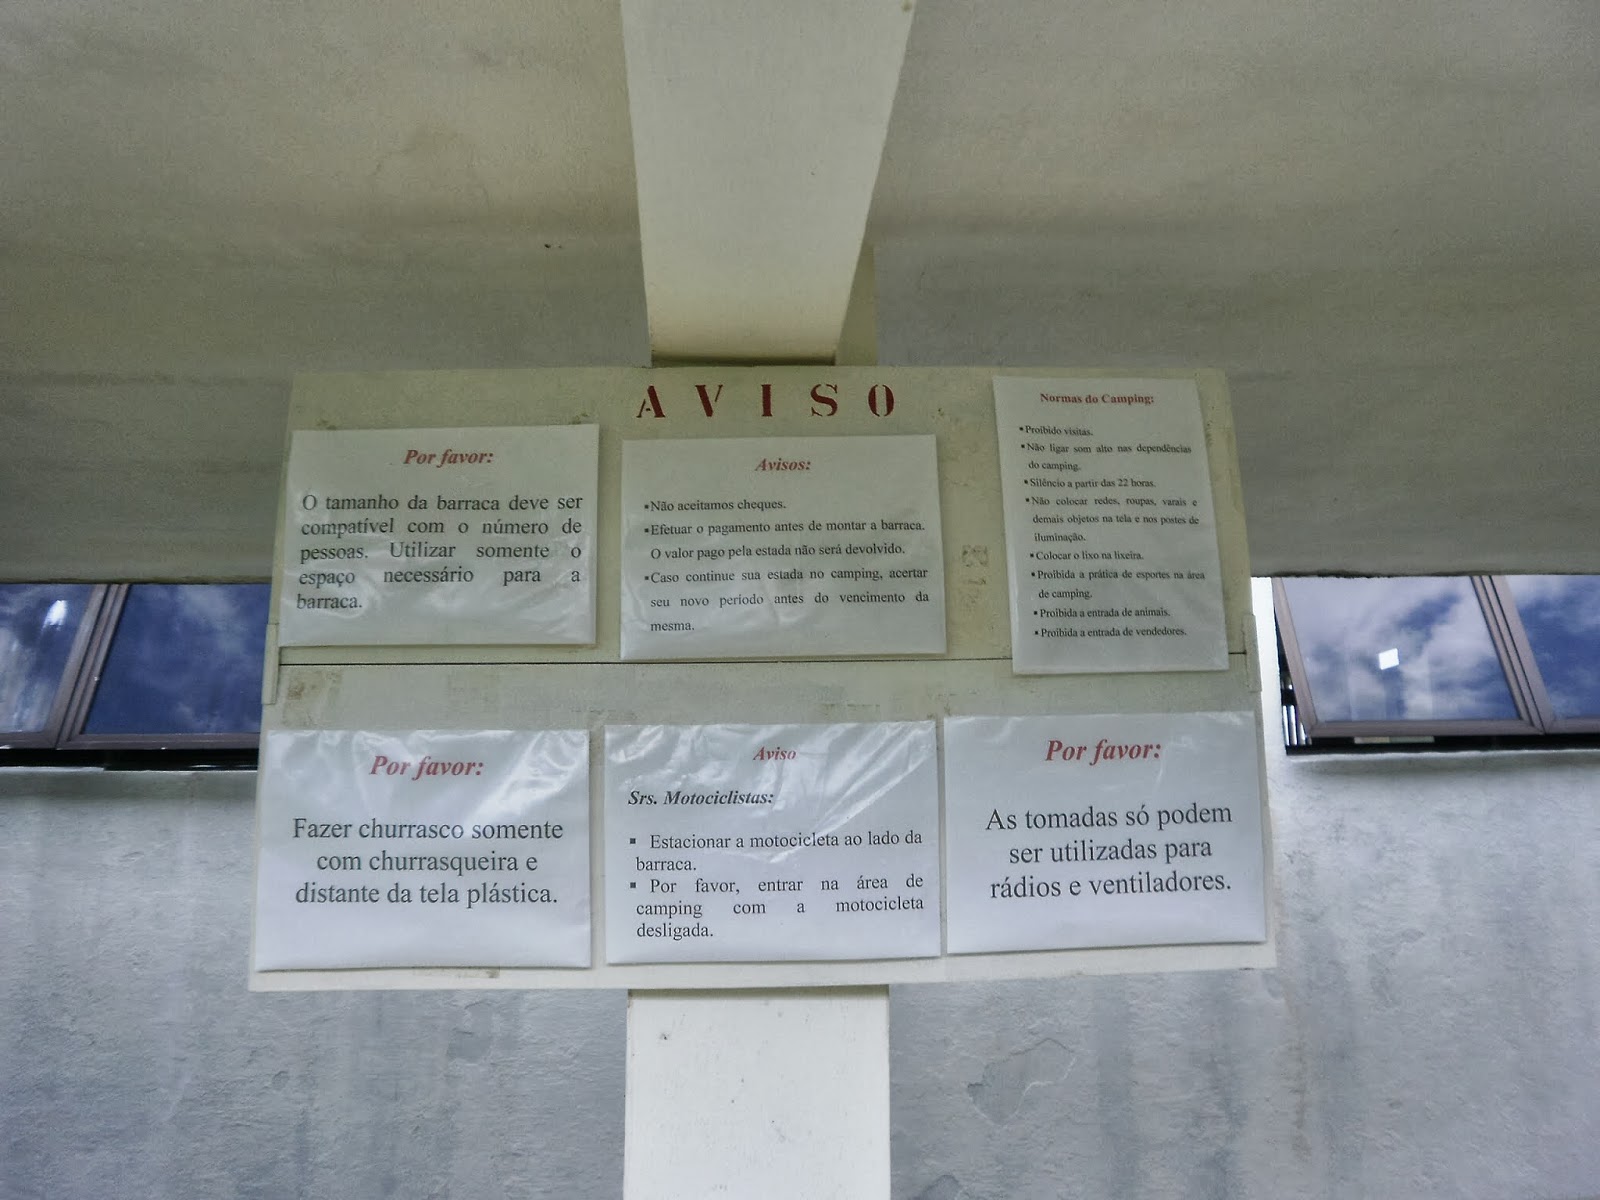 AVISO
Por favor:
O tamanho da barraca deve ser
compatível com o número de
pessoas. Utilizar somente o
espaço necessário para a
barraca.
Avisos:
▪Não aceitamos cheques.
▪Efetuar o pagamento antes de montar a barraca.
O valor pago pela estada não será devolvido.
▪Caso continue sua estada no camping, acertar
seu novo período antes do vencimento da
mesma.
Normas do Camping:
▪Proibido visitas.
▪Não ligar som alto nas dependências
do camping.
▪Silêncio a partir das 22 horas.
▪Não colocar redes, roupas, varais e
demais objetos na tela e nos postes de
iluminação.
▪Colocar o lixo na lixeira.
▪Proibida a prática de esportes na área
de camping.
▪Proibida a entrada de animais.
▪Proibida a entrada de vendedores.
Por favor:
Fazer churrasco somente
com churrasqueira e
distante da tela plástica.
Aviso
Srs. Motociclistas:
▪ Estacionar a motocicleta ao lado da
barraca.
▪ Por favor, entrar na área de
camping com a motocicleta
desligada.
Por favor:
As tomadas só podem
ser utilizadas para
rádios e ventiladores.